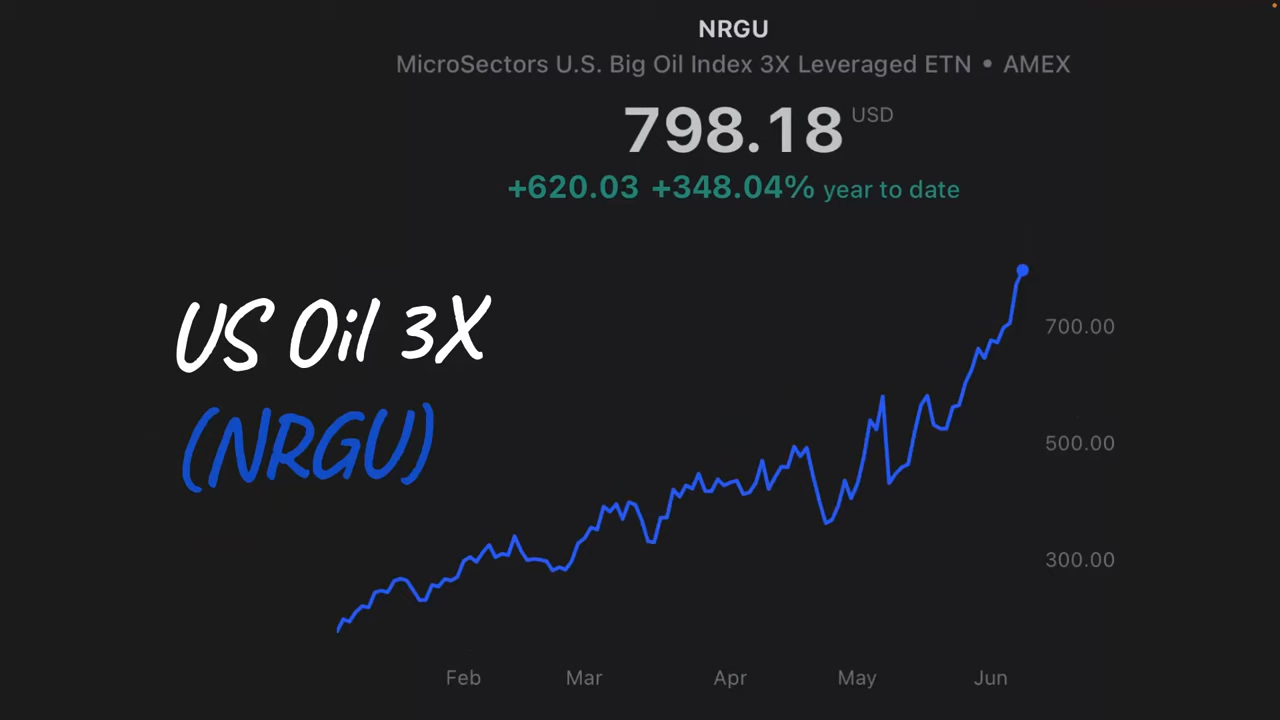 NRGU
MicroSectors U.S. Big Oil Index 3X Leveraged ETN • AMEX
798.18 USD
+620.03 +348.04% year to date
US Oil 3X
(NRGU)
700.00
500.00
300.00
Feb Mar Apr May Jun